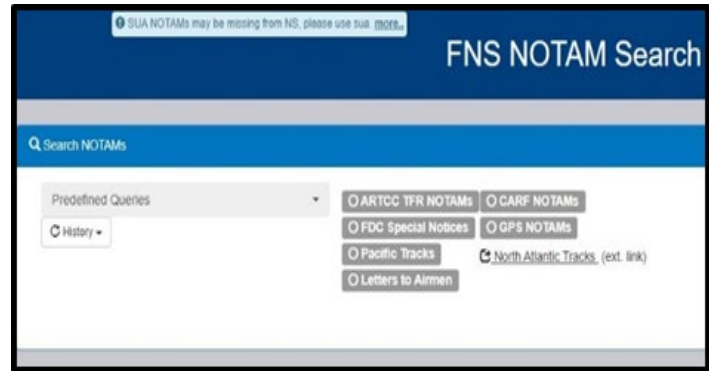 SUA NOTAMs may be missing from NS, please use sua. more..
FNS NOTAM Search
Search NOTAMs
Predefined Queries
History
ARTCC TFR NOTAMs
CARF NOTAMs
FDC Special Notices
GPS NOTAMs
Pacific Tracks
North Atlantic Tracks (ext. link)
Letters to Airmen